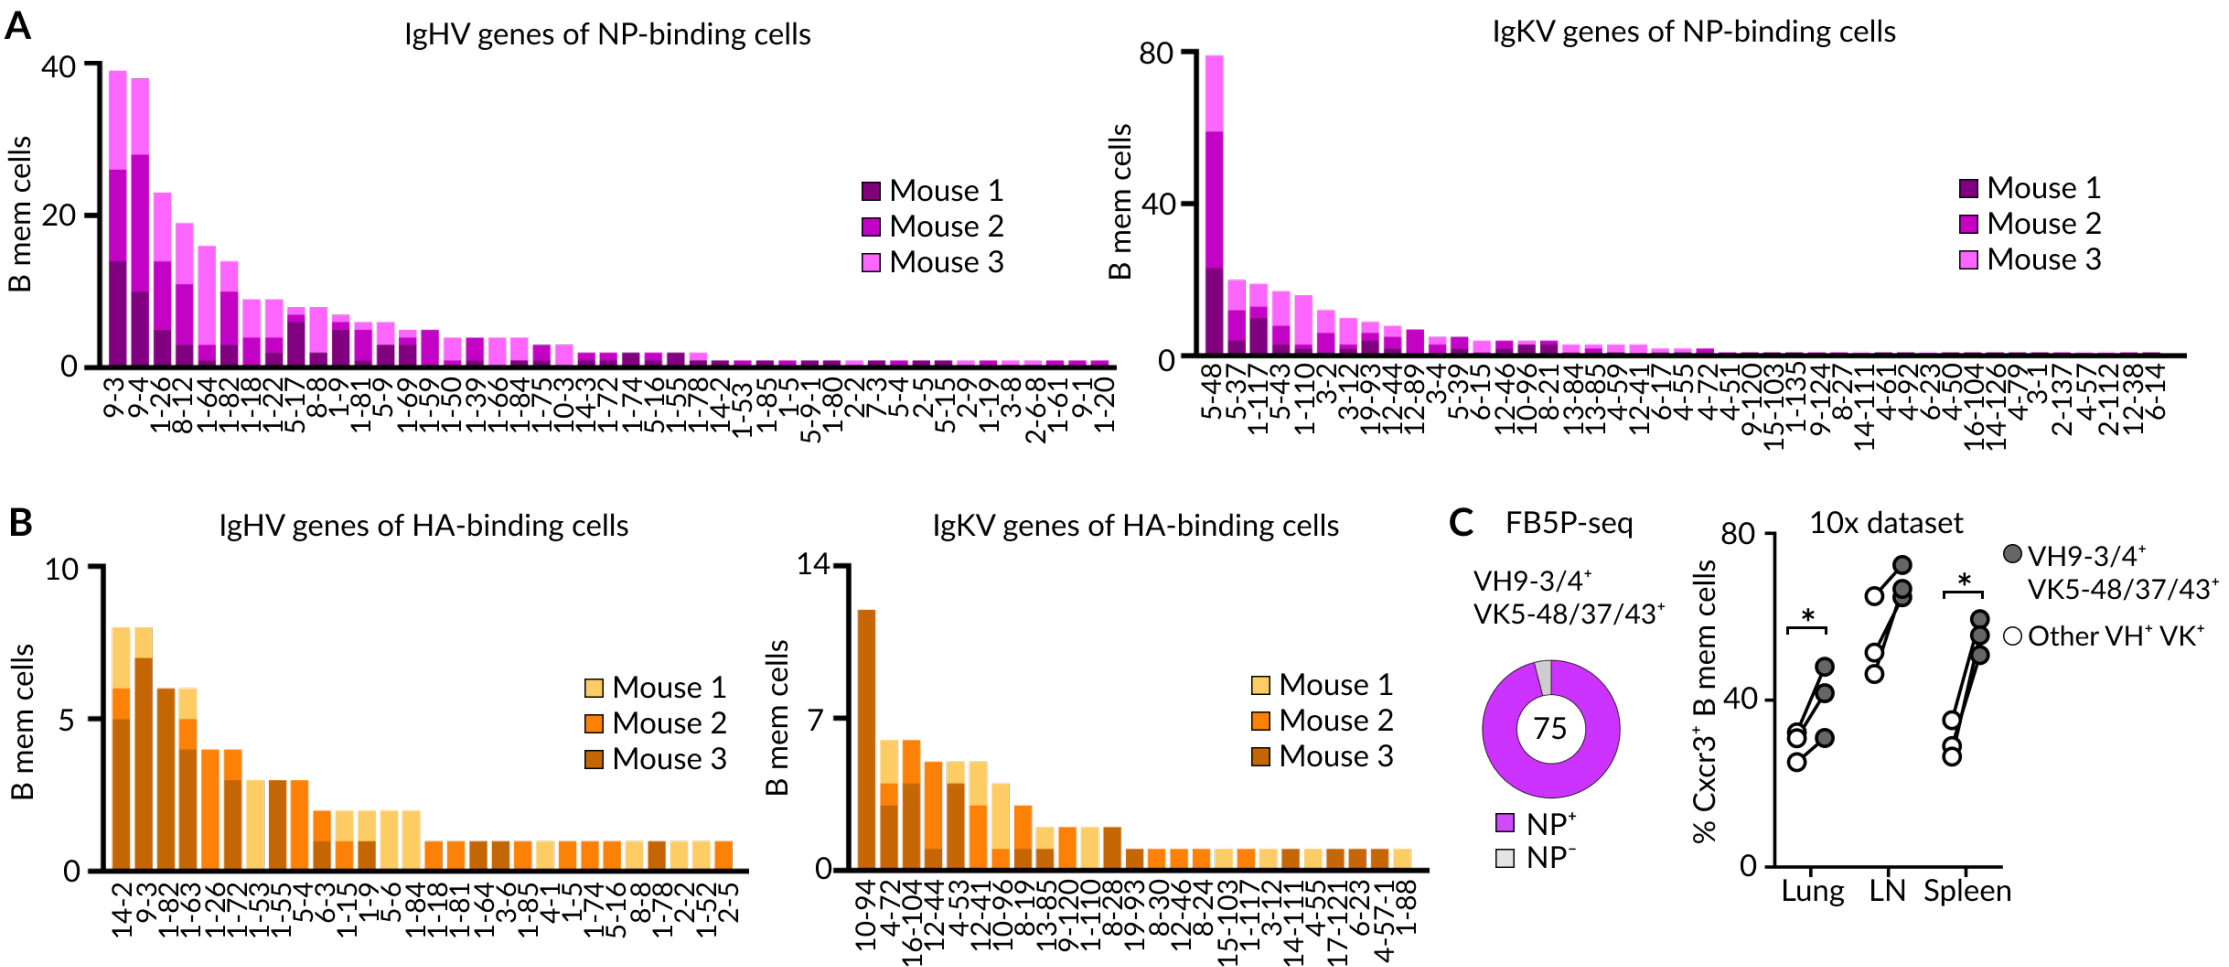 A
IgHV genes of NP-binding cells
B mem cells
40
20
0
Mouse 1
Mouse 2
Mouse 3
9-3 9-4 1-26 8-12 1-64 1-82 1-18 1-22 5-17 8-8 1-9 1-81 5-9 1-69 1-59 1-50 1-39 1-66 1-84 1-75 10-3 14-3 1-72 1-74 5-16 1-55 1-78 14-2 1-53 1-85 1-5 5-9-1 1-80 2-2 7-3 5-4 2-5 5-15 2-9 1-19 3-8 2-6-8 1-61 9-1 1-20
IgKV genes of NP-binding cells
B mem cells
80
40
0
Mouse 1
Mouse 2
Mouse 3
5-48 5-37 1-117 5-43 1-110 3-2 3-12 19-93 12-44 12-89 3-4 5-39 6-15 12-46 10-96 8-21 13-84 13-85 4-59 12-41 6-17 4-55 4-72 4-51 9-120 15-103 1-135 9-124 8-27 14-111 4-61 4-92 6-23 4-50 16-104 14-126 4-79 3-1 2-137 4-57 2-112 12-38 6-14
B
IgHV genes of HA-binding cells
B mem cells
10
5
0
Mouse 1
Mouse 2
Mouse 3
14-2 9-3 1-82 1-63 1-26 1-72 1-53 1-55 5-4 6-3 1-15 1-9 5-6 1-84 1-18 1-81 1-64 3-6 1-85 4-1 1-5 1-74 5-16 8-8 1-78 2-2 1-52 2-5
IgKV genes of HA-binding cells
B mem cells
14
7
0
Mouse 1
Mouse 2
Mouse 3
10-94 4-72 16-104 12-44 4-53 12-41 10-96 8-19 13-85 9-120 1-110 8-28 19-93 8-30 12-46 8-24 15-103 1-117 3-12 14-111 4-55 17-121 6-23 4-57-1 1-88
C
FB5P-seq
VH9-3/4⁺
VK5-48/37/43⁺
75
NP⁺
NP⁻
10x dataset
% Cxcr3⁺ B mem cells
80
40
0
*
*
Lung LN Spleen
VH9-3/4⁺
VK5-48/37/43⁺
Other VH⁺ VK⁺